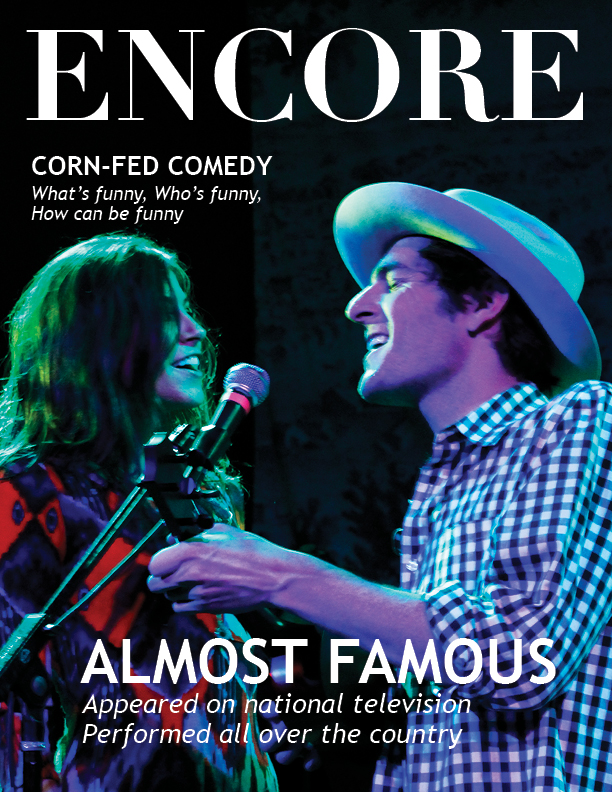 ENCORE
CORN-FED COMEDY
What's funny, Who's funny,
How can be funny
ALMOST FAMOUS
Appeared on national television
Performed all over the country